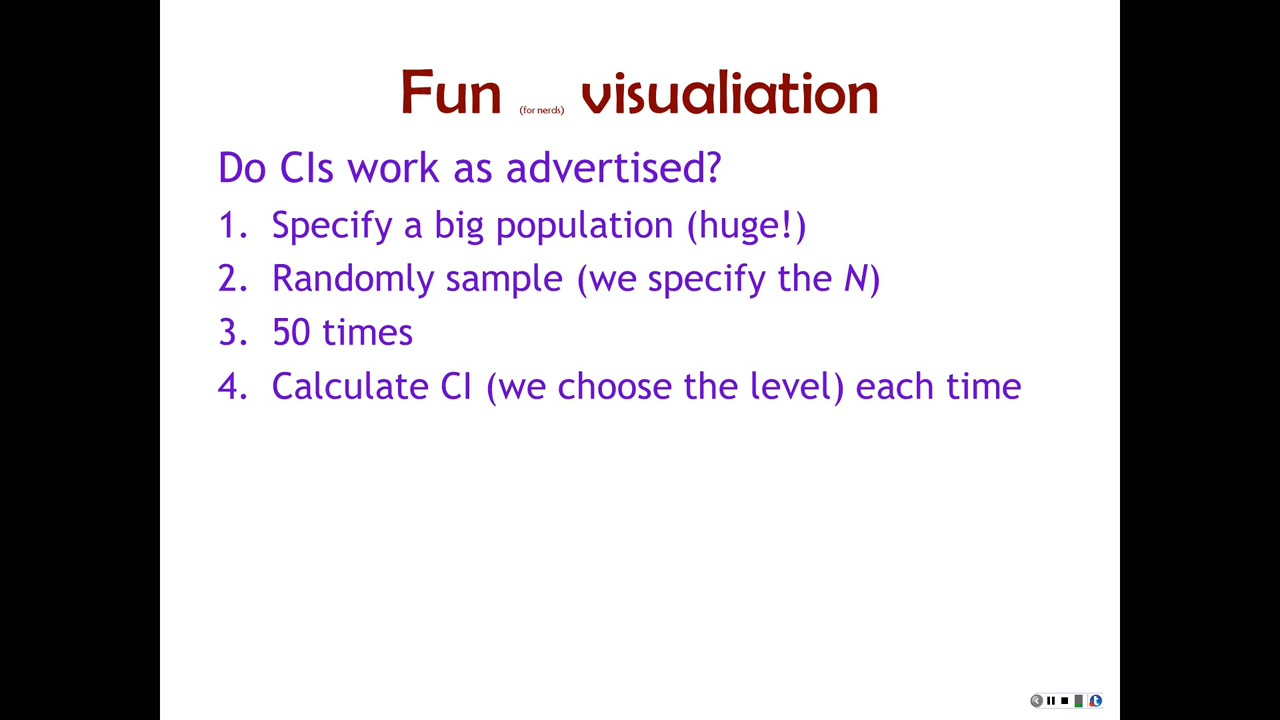 Fun (for nerds) visualiation
Do CIs work as advertised?
1. Specify a big population (huge!)
2. Randomly sample (we specify the N)
3. 50 times
4. Calculate CI (we choose the level) each time